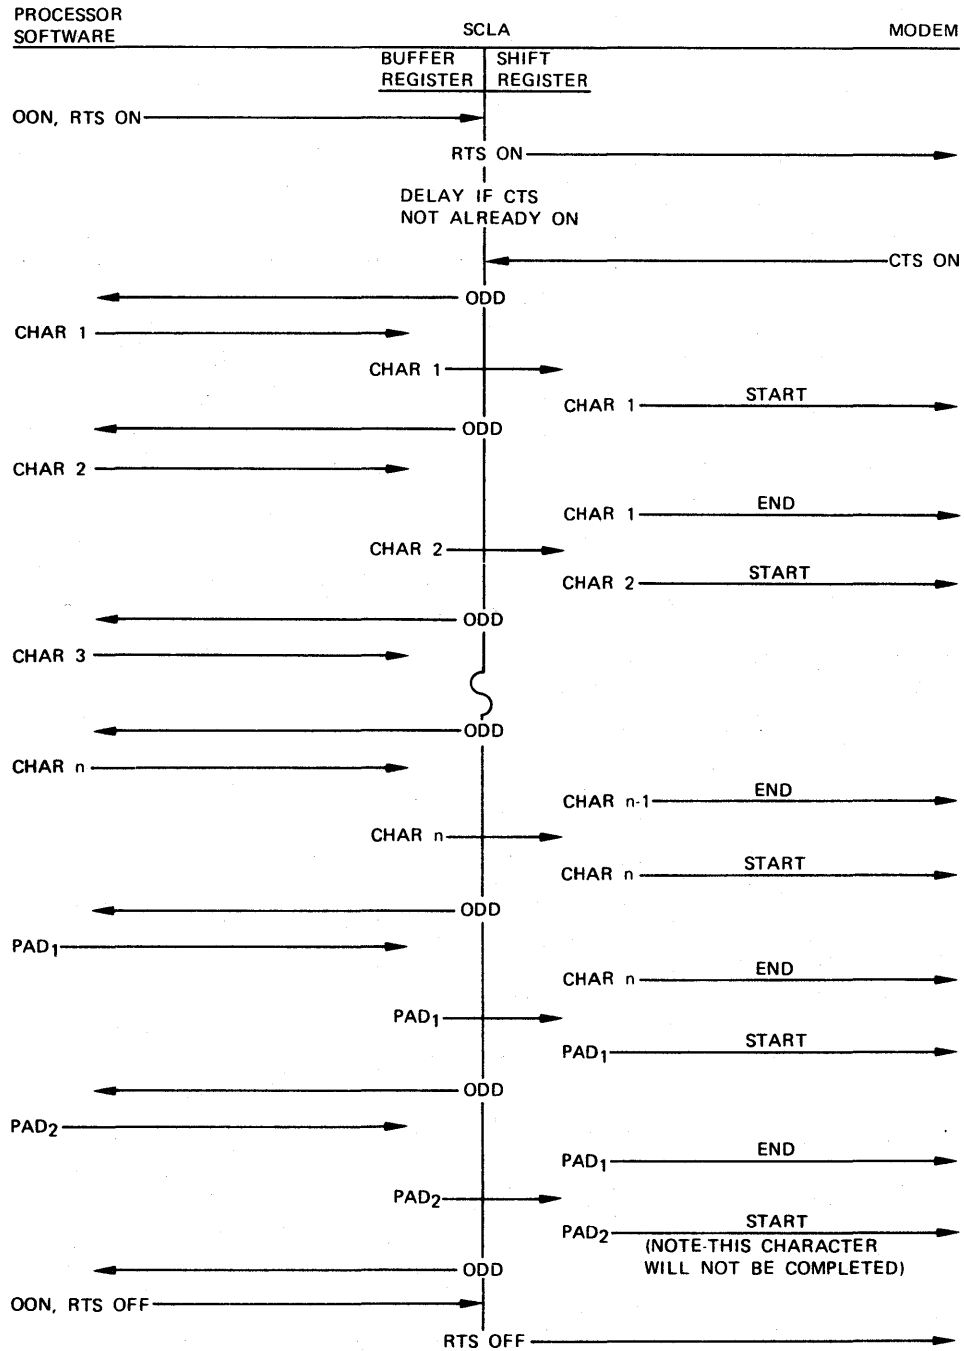 PROCESSOR
SOFTWARE
SCLA
MODEM
BUFFER
REGISTER
SHIFT
REGISTER
OON, RTS ON
RTS ON
DELAY IF CTS
NOT ALREADY ON
CTS ON
ODD
CHAR 1
CHAR 1
CHAR 1 START
ODD
CHAR 2
CHAR 1 END
CHAR 2
CHAR 2 START
ODD
CHAR 3
ODD
CHAR n
CHAR n-1 END
CHAR n
CHAR n START
ODD
PAD1
CHAR n END
PAD1
PAD1 START
ODD
PAD2
PAD1 END
PAD2
PAD2 START
(NOTE-THIS CHARACTER
WILL NOT BE COMPLETED)
ODD
OON, RTS OFF
RTS OFF